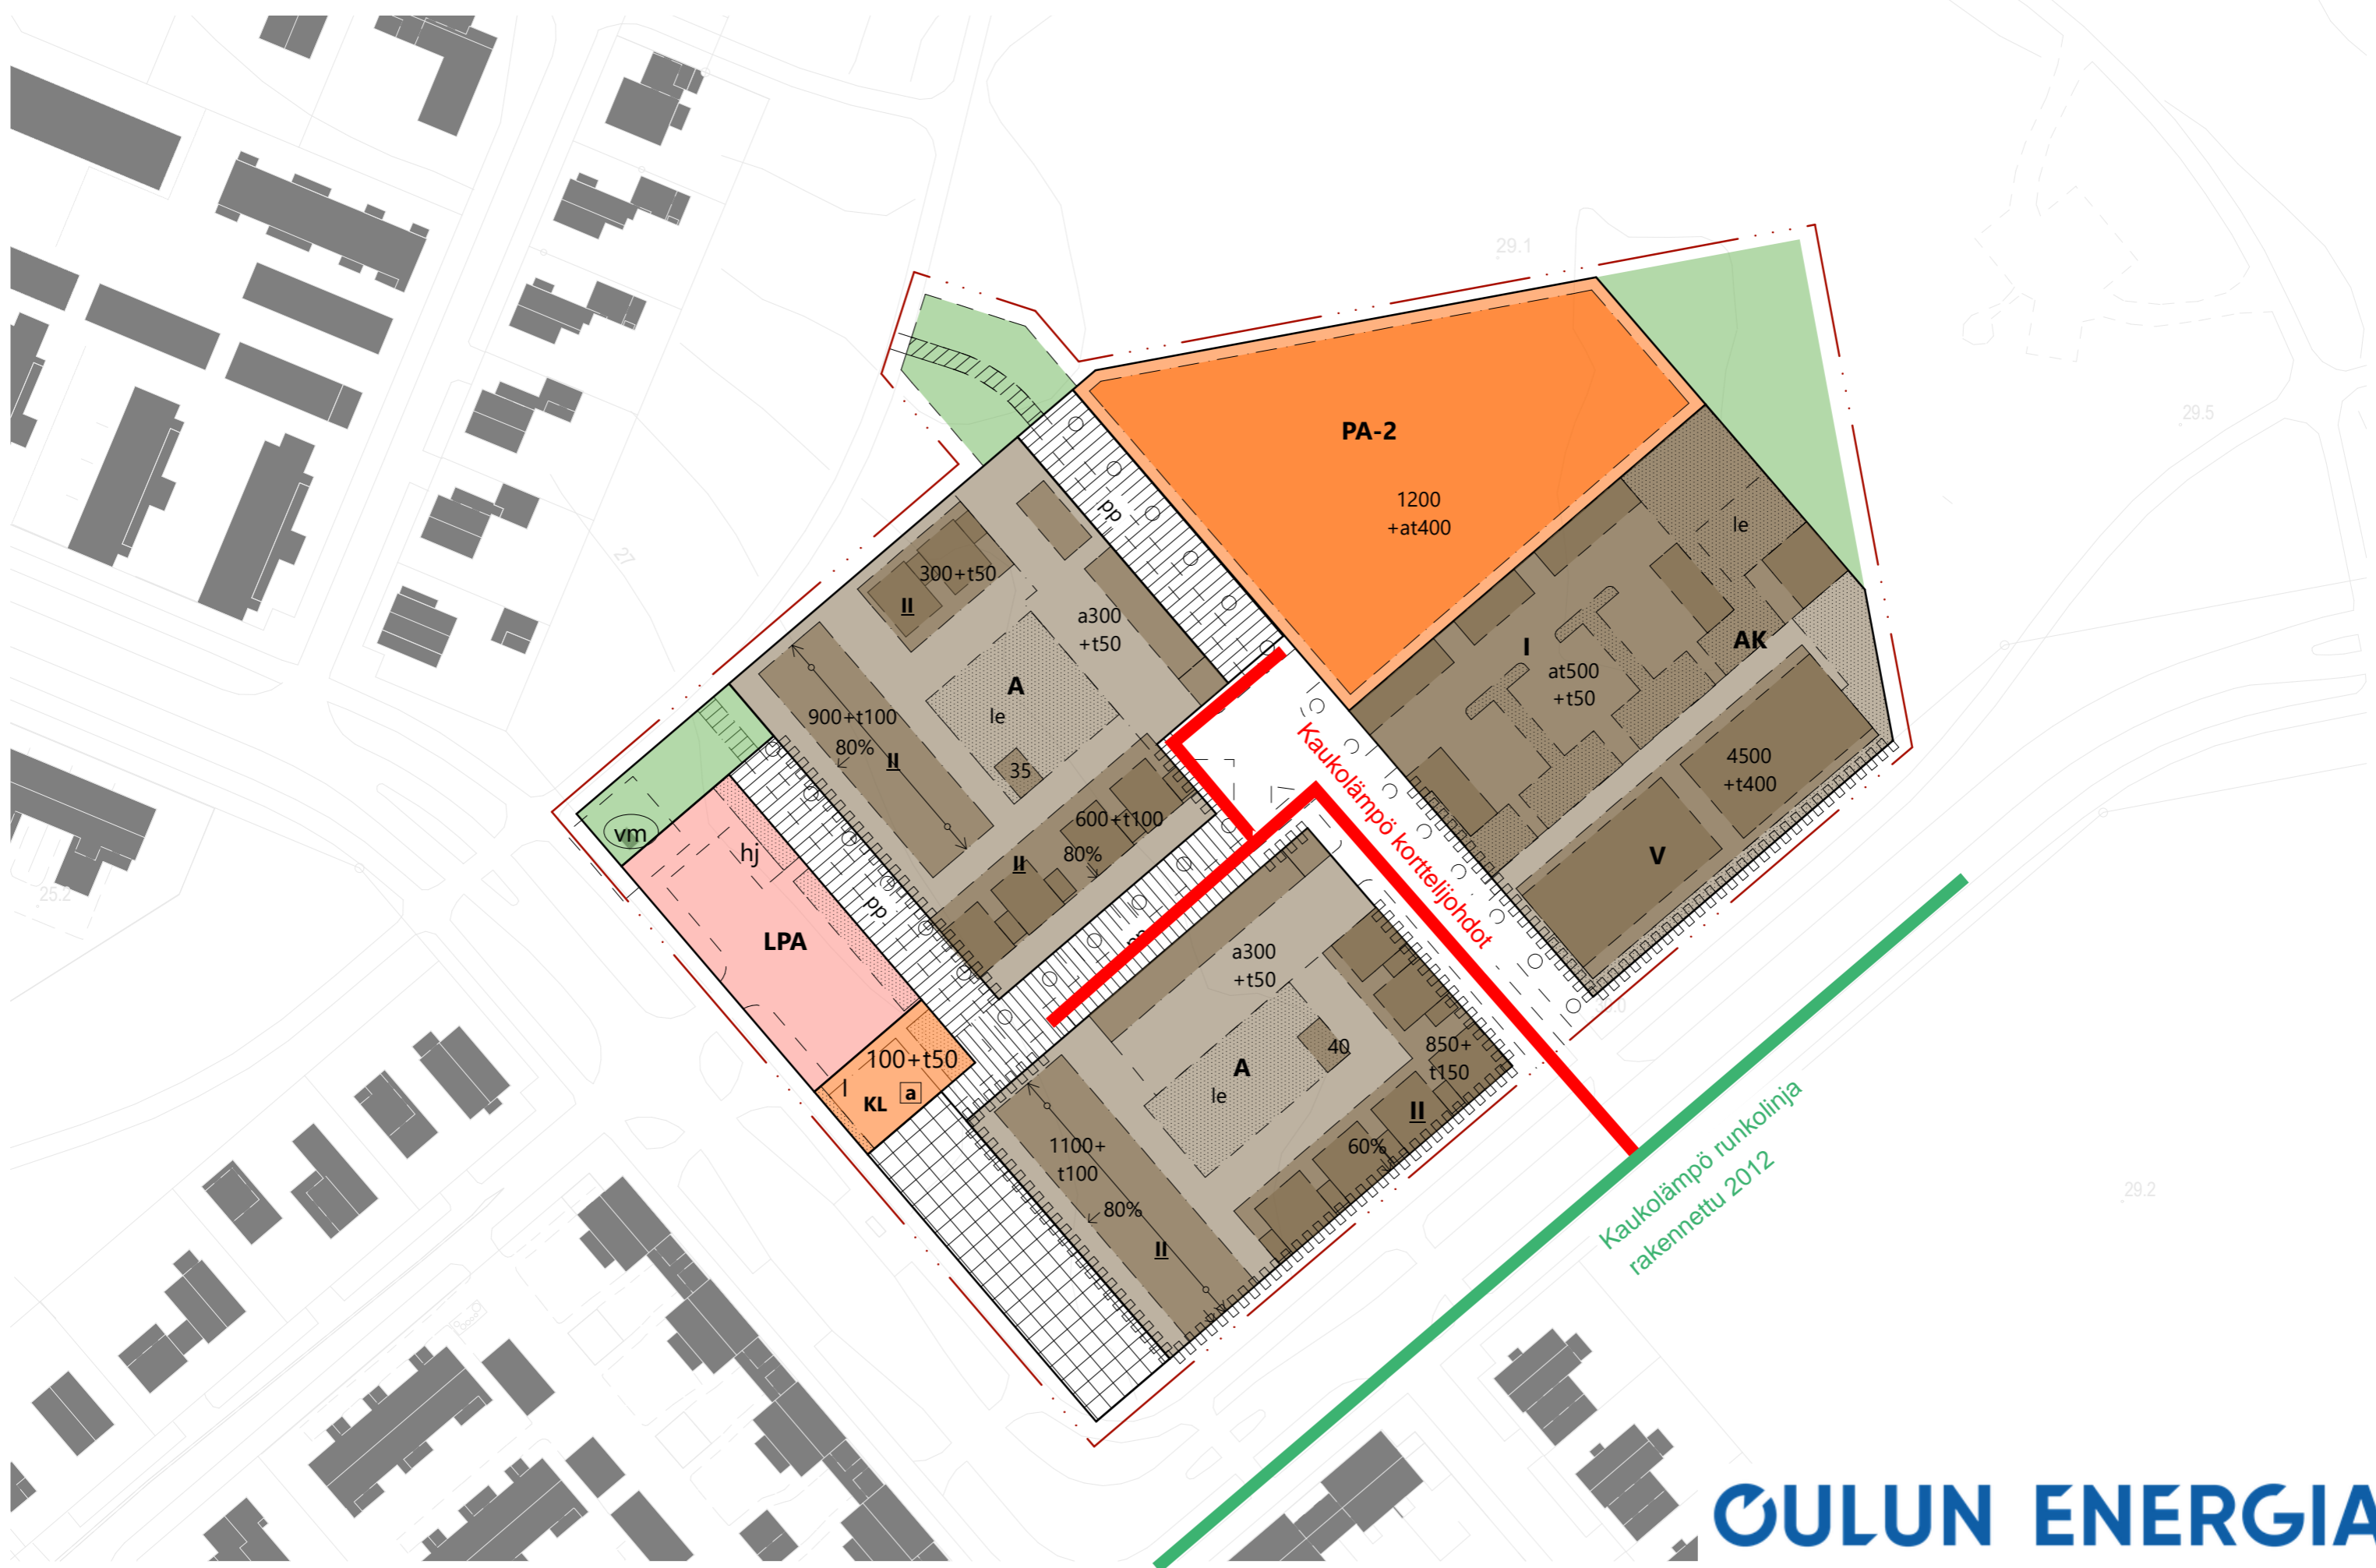 29.1
29.5
PA-2
1200
+at400
pp
le
300+t50
II
a300
+t50
I
AK
at500
+t50
A
le
27
900+t100
80%
II
35
4500
+t400
Kaukolämpö korttelijohdot
600+t100
80%
II
V
vm
hj
25.2
pp
LPA
a300
+t50
100+t50
I
KL
a
A
le
40
850+
t150
II
60%
1100+
t100
80%
II
Kaukolämpö runkolinja
rakennettu 2012
29.2
OULUN ENERGIA